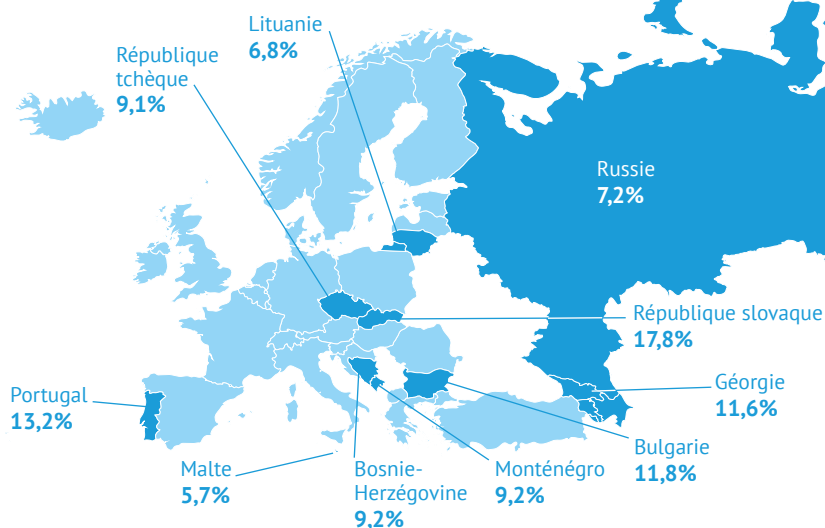 Lituanie
6,8%
République
tchèque
9,1%
Russie
7,2%
République slovaque
17,8%
Géorgie
11,6%
Portugal
13,2%
Bulgarie
11,8%
Malte
5,7%
Bosnie-
Herzégovine
9,2%
Monténégro
9,2%